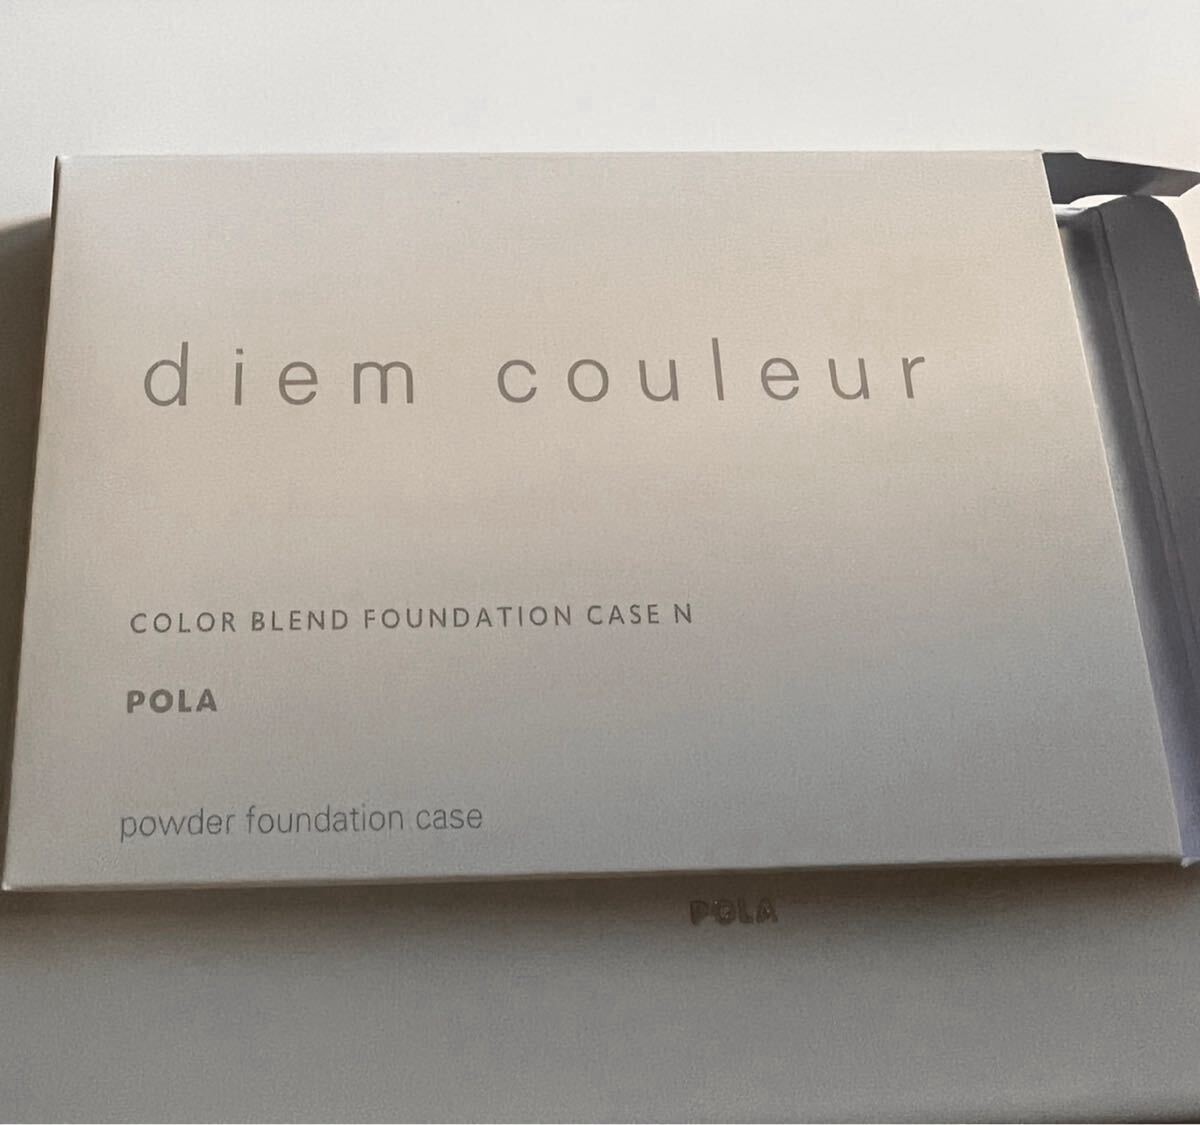 diem couleur
COLOR BLEND FOUNDATION CASE N
POLA
powder foundation case
POLA